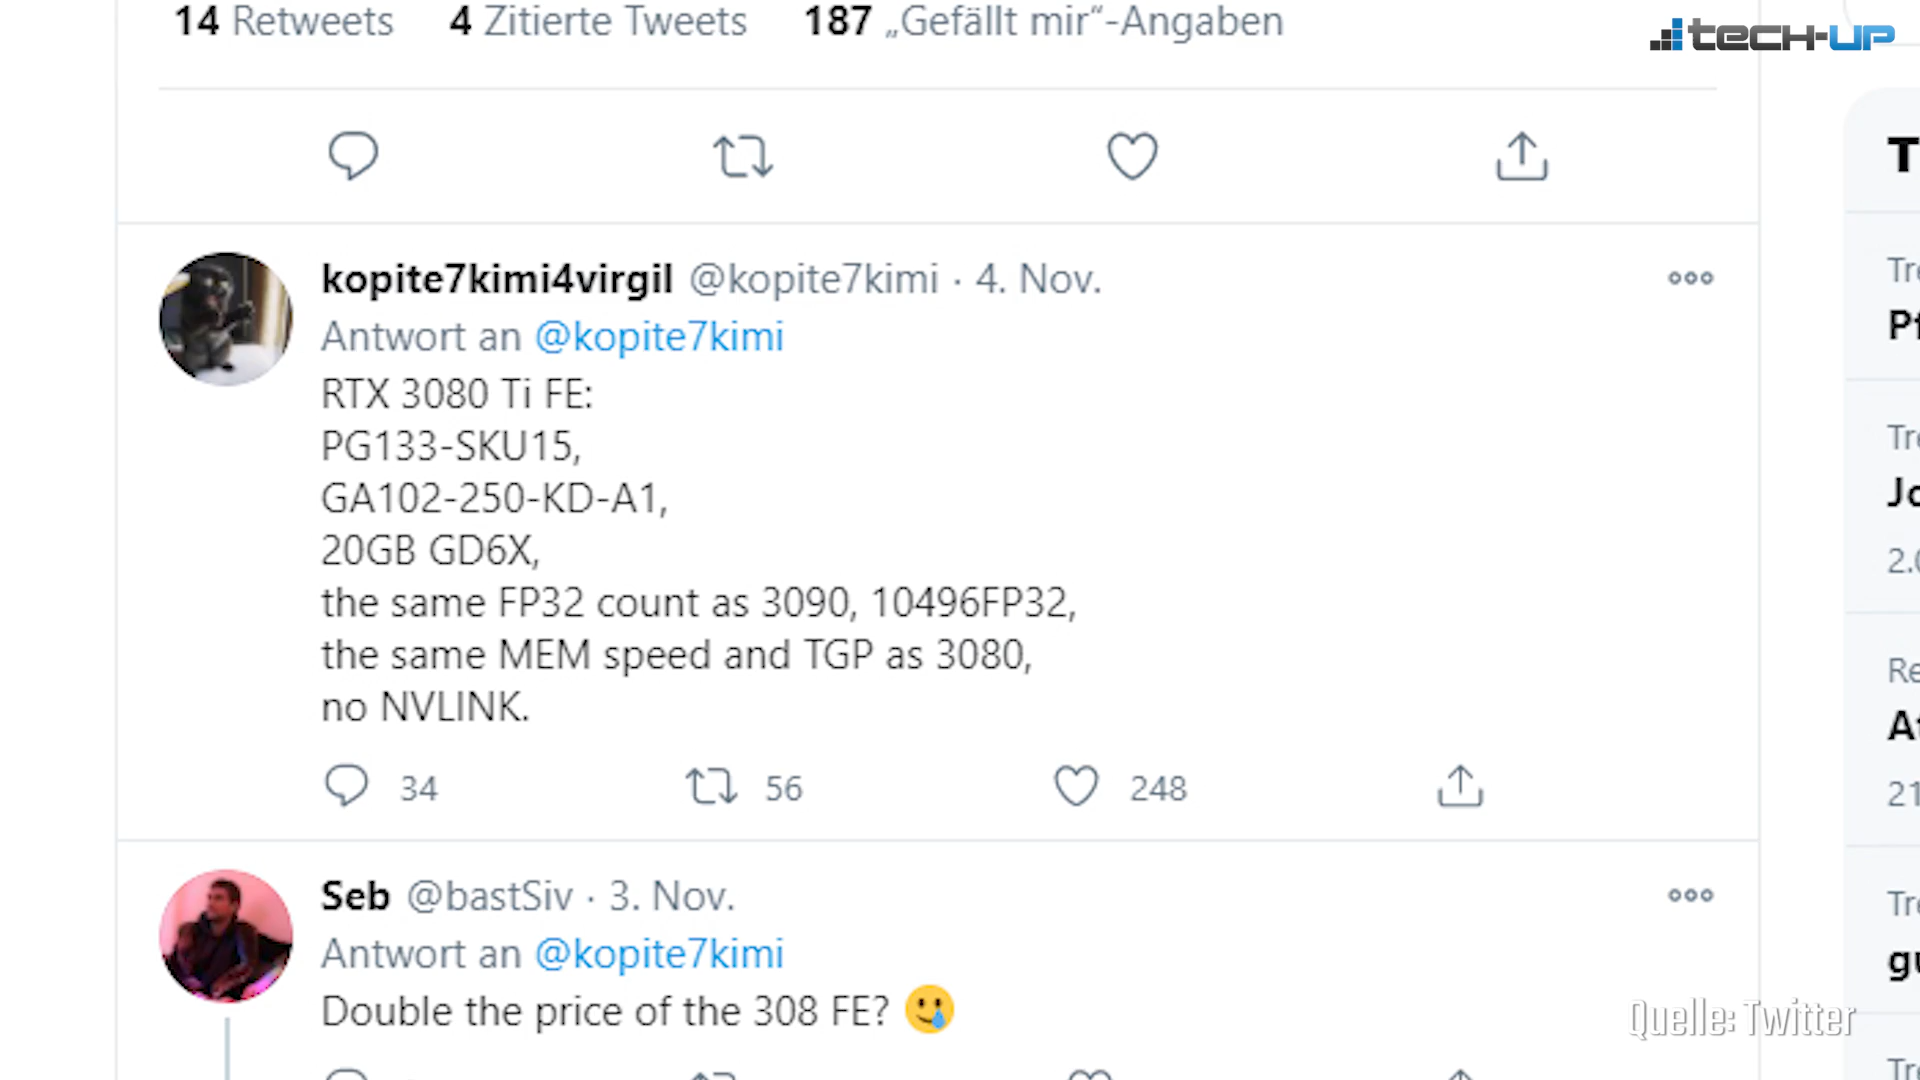 14 Retweets 4 Zitierte Tweets 187 „Gefällt mir“-Angaben
TECH-UP
kopite7kimi4virgil @kopite7kimi · 4. Nov.
Antwort an @kopite7kimi
RTX 3080 Ti FE:
PG133-SKU15,
GA102-250-KD-A1,
20GB GD6X,
the same FP32 count as 3090, 10496FP32,
the same MEM speed and TGP as 3080,
no NVLINK.
34 56 248
Seb @bastSiv · 3. Nov.
Antwort an @kopite7kimi
Double the price of the 308 FE? 🥲
Quelle: Twitter